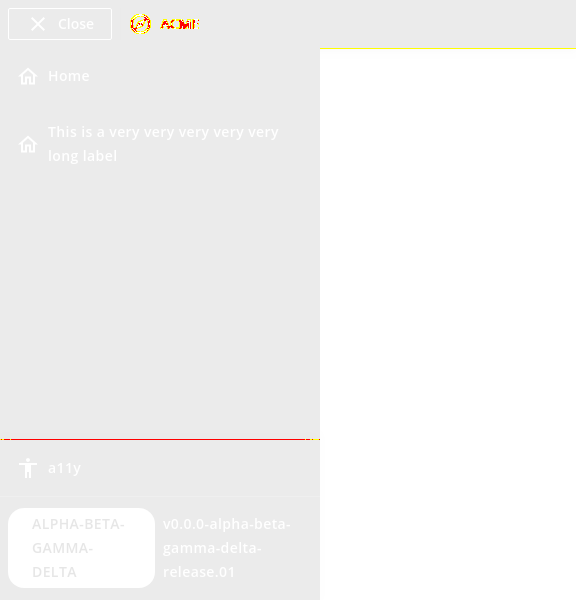 Close
ACME
Home
This is a very very very very very
long label
a11y
ALPHA-BETA-
GAMMA-
DELTA
v0.0.0-alpha-beta-
gamma-delta-
release.01